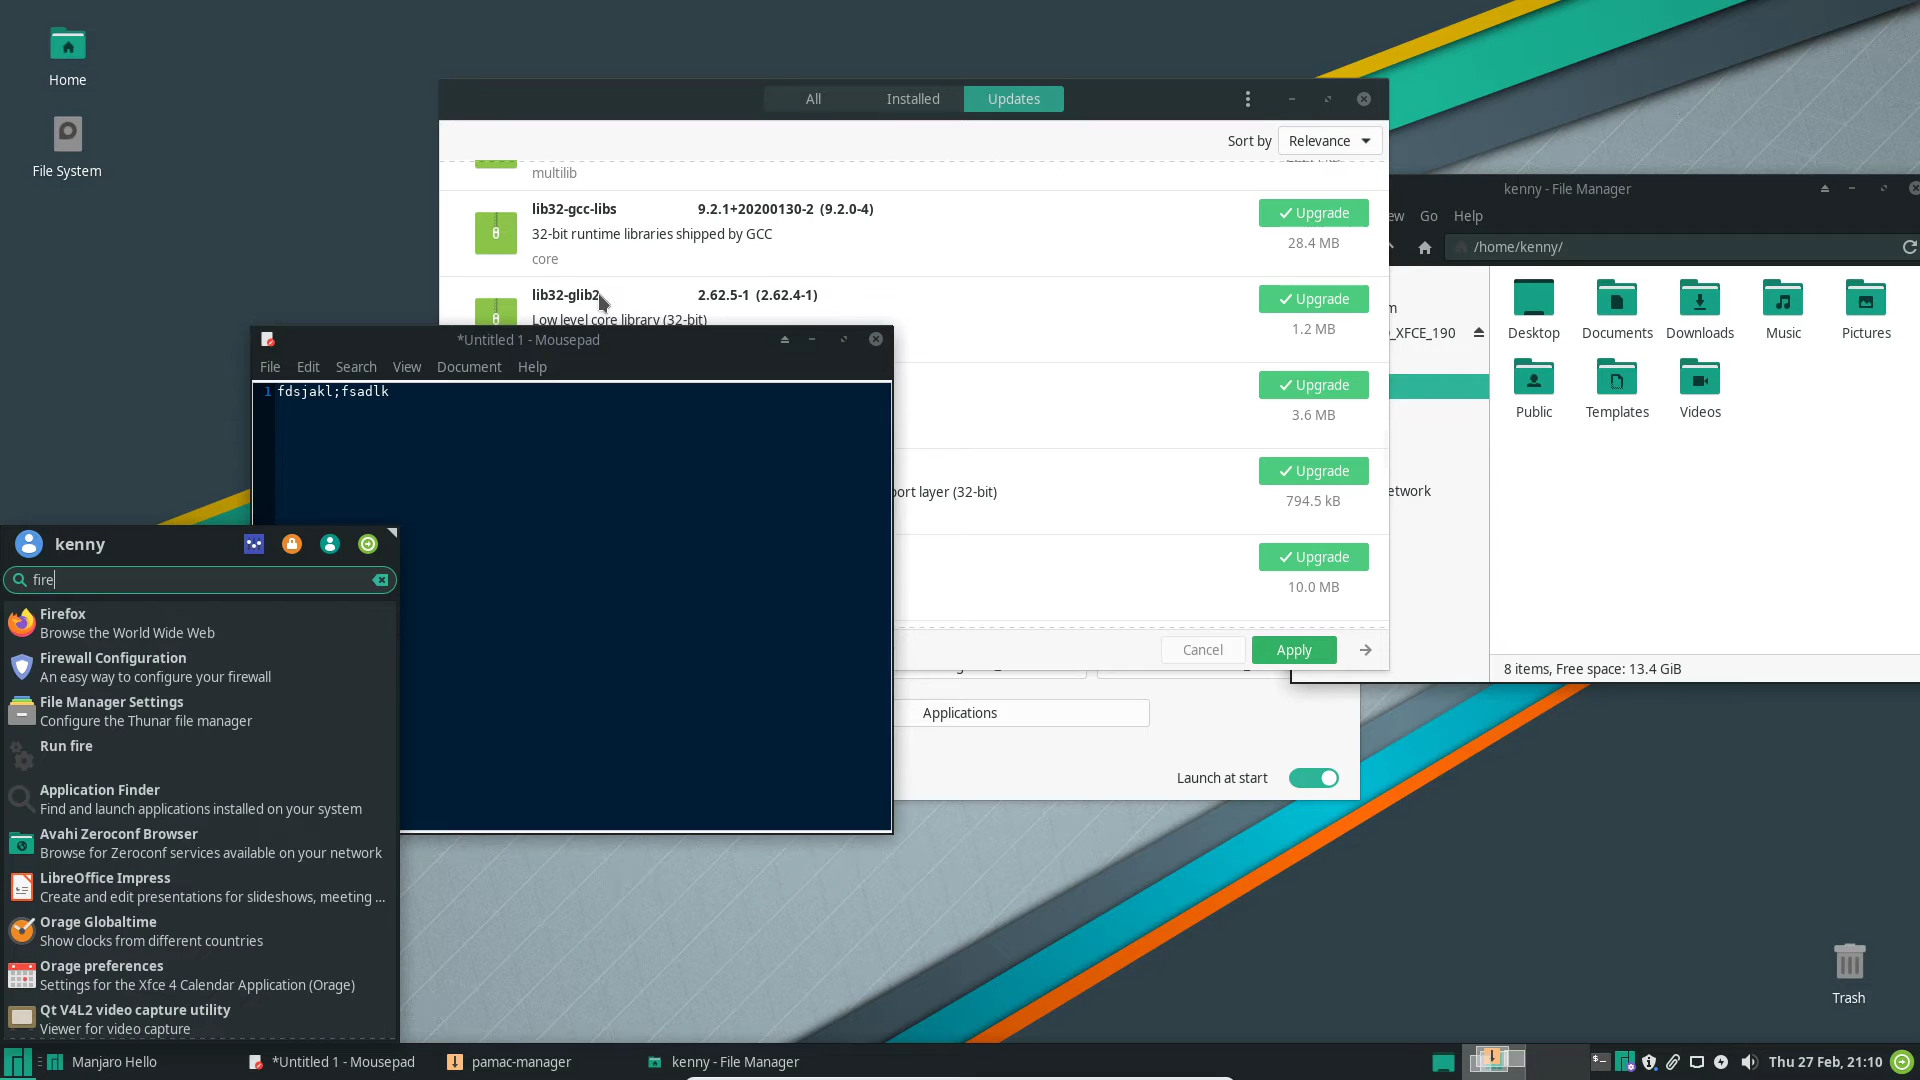 Home
File System
All
Installed
Updates
Sort by
Relevance
multilib
lib32-gcc-libs
9.2.1+20200130-2 (9.2.0-4)
Upgrade
32-bit runtime libraries shipped by GCC
28.4 MB
core
lib32-glib2
2.62.5-1 (2.62.4-1)
Upgrade
Low level core library (32-bit)
1.2 MB
Upgrade
3.6 MB
Upgrade
ort layer (32-bit)
794.5 kB
Upgrade
10.0 MB
Cancel
Apply
Applications
Launch at start
kenny - File Manager
ew
Go
Help
/home/kenny/
_XFCE_190
etwork
Desktop
Documents
Downloads
Music
Pictures
Public
Templates
Videos
8 items, Free space: 13.4 GiB
*Untitled 1 - Mousepad
File
Edit
Search
View
Document
Help
1
fdsjakl;fsadlk
kenny
fire
Firefox
Browse the World Wide Web
Firewall Configuration
An easy way to configure your firewall
File Manager Settings
Configure the Thunar file manager
Run fire
Application Finder
Find and launch applications installed on your system
Avahi Zeroconf Browser
Browse for Zeroconf services available on your network
LibreOffice Impress
Create and edit presentations for slideshows, meeting ...
Orage Globaltime
Show clocks from different countries
Orage preferences
Settings for the Xfce 4 Calendar Application (Orage)
Qt V4L2 video capture utility
Viewer for video capture
Trash
Manjaro Hello
*Untitled 1 - Mousepad
pamac-manager
kenny - File Manager
Thu 27 Feb, 21:10